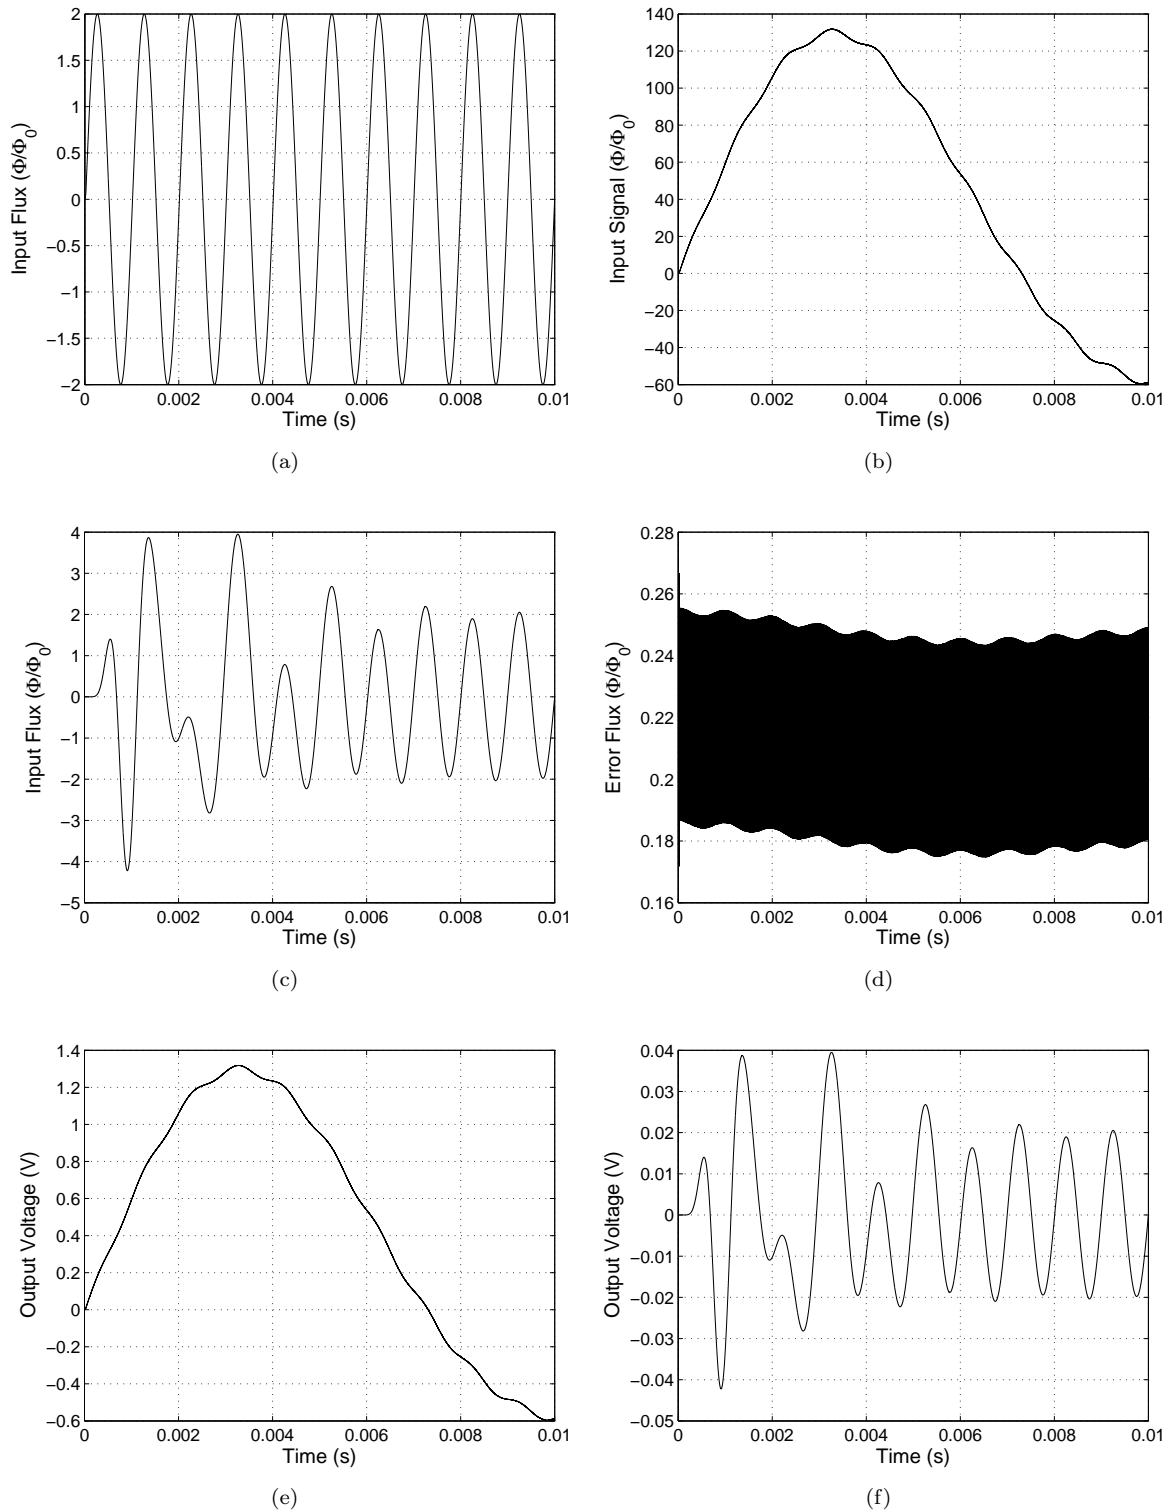 2
1.5
1
0.5
0
−0.5
−1
−1.5
−2
Input Flux (Φ/Φ0)
0 0.002 0.004 0.006 0.008 0.01
Time (s)
(a)
140
120
100
80
60
40
20
0
−20
−40
−60
Input Signal (Φ/Φ0)
0 0.002 0.004 0.006 0.008 0.01
Time (s)
(b)
4
3
2
1
0
−1
−2
−3
−4
−5
Input Flux (Φ/Φ0)
0 0.002 0.004 0.006 0.008 0.01
Time (s)
(c)
0.28
0.26
0.24
0.22
0.2
0.18
0.16
Error Flux (Φ/Φ0)
0 0.002 0.004 0.006 0.008 0.01
Time (s)
(d)
1.4
1.2
1
0.8
0.6
0.4
0.2
0
−0.2
−0.4
−0.6
Output Voltage (V)
0 0.002 0.004 0.006 0.008 0.01
Time (s)
(e)
0.04
0.03
0.02
0.01
0
−0.01
−0.02
−0.03
−0.04
−0.05
Output Voltage (V)
0 0.002 0.004 0.006 0.008 0.01
Time (s)
(f)